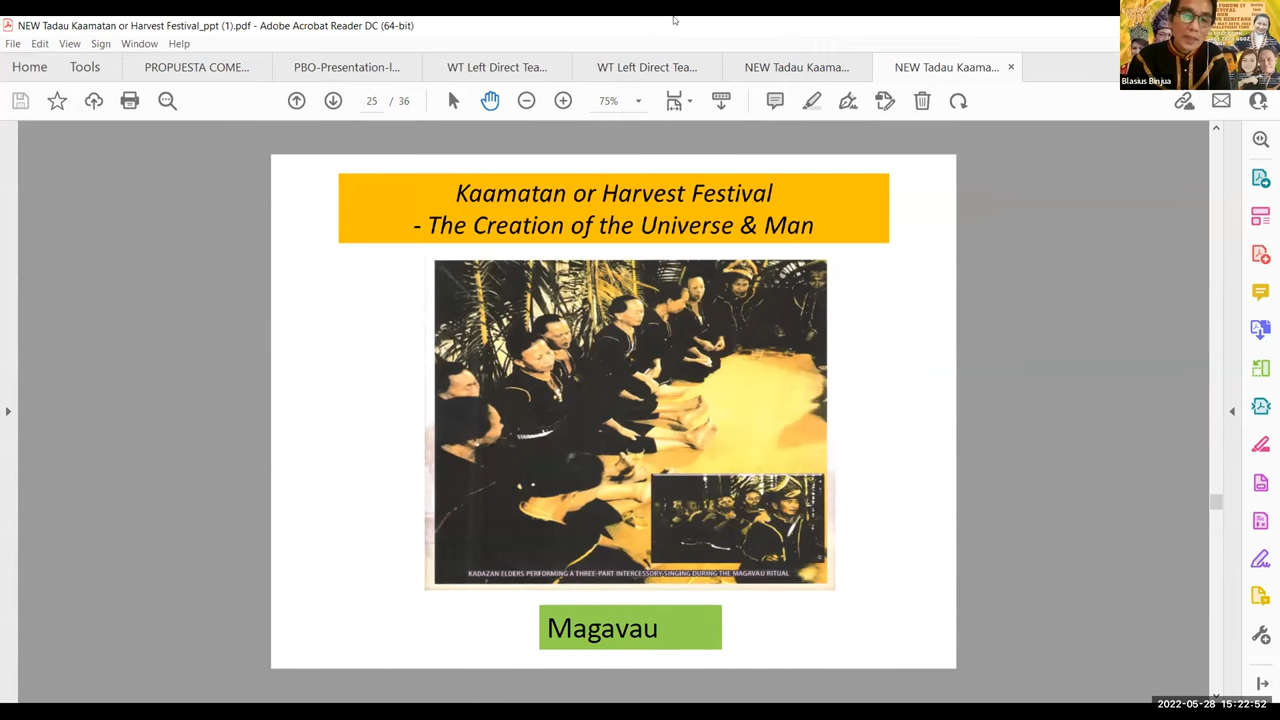 NEW Tadau Kaamatan or Harvest Festival_ppt (1).pdf - Adobe Acrobat Reader DC (64-bit)
File Edit View Sign Window Help
Home Tools PROPUESTA COME... PBO-Presentation-I... WT Left Direct Tea... WT Left Direct Tea... NEW Tadau Kaama... NEW Tadau Kaama... ×
25 / 36 75%
Blasius Binjua
Kaamatan or Harvest Festival
- The Creation of the Universe & Man
KADAZAN ELDERS PERFORMING A THREE-PART INTERCESSORY SINGING DURING THE MAGAVAU RITUAL
Magavau
2022-05-28 15:22:52